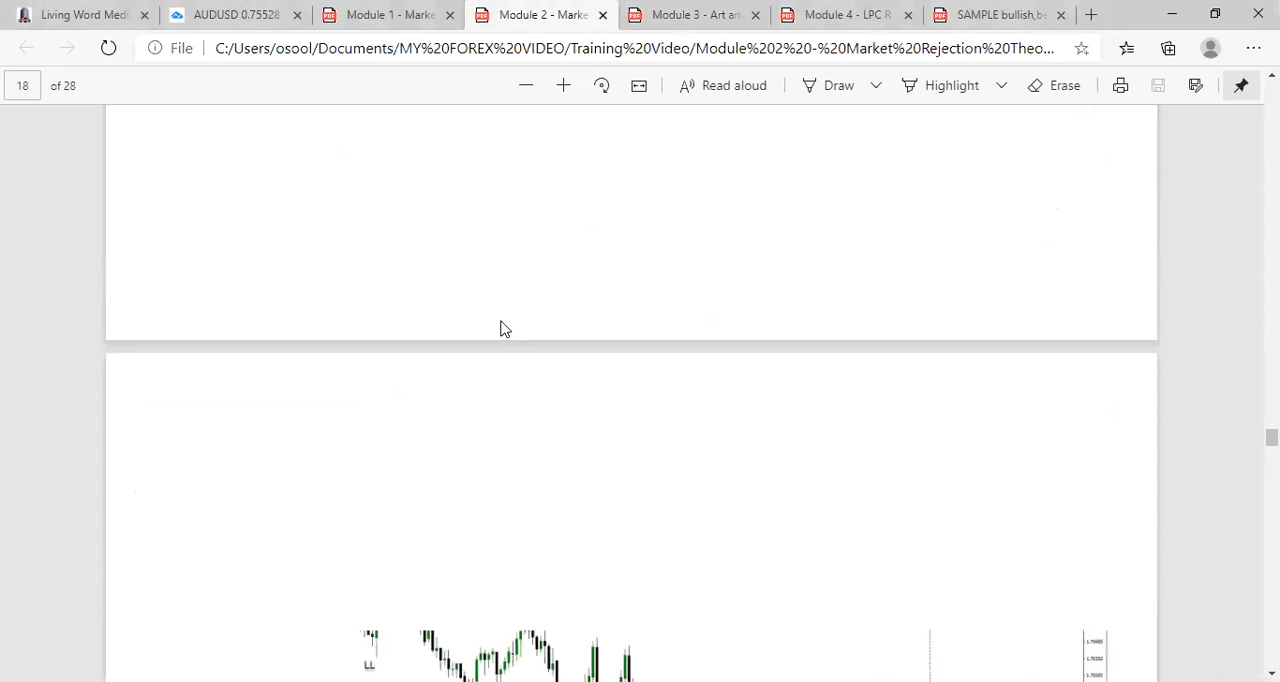 Living Word Medi
AUDUSD 0.75528
Module 1 - Marke
Module 2 - Marke
Module 3 - Art an
Module 4 - LPC R
SAMPLE bullish,be
File
C:/Users/osool/Documents/MY%20FOREX%20VIDEO/Training%20Video/Module%202%20-%20Market%20Rejection%20Theo...
18 of 28
Read aloud
Draw
Highlight
Erase
LL